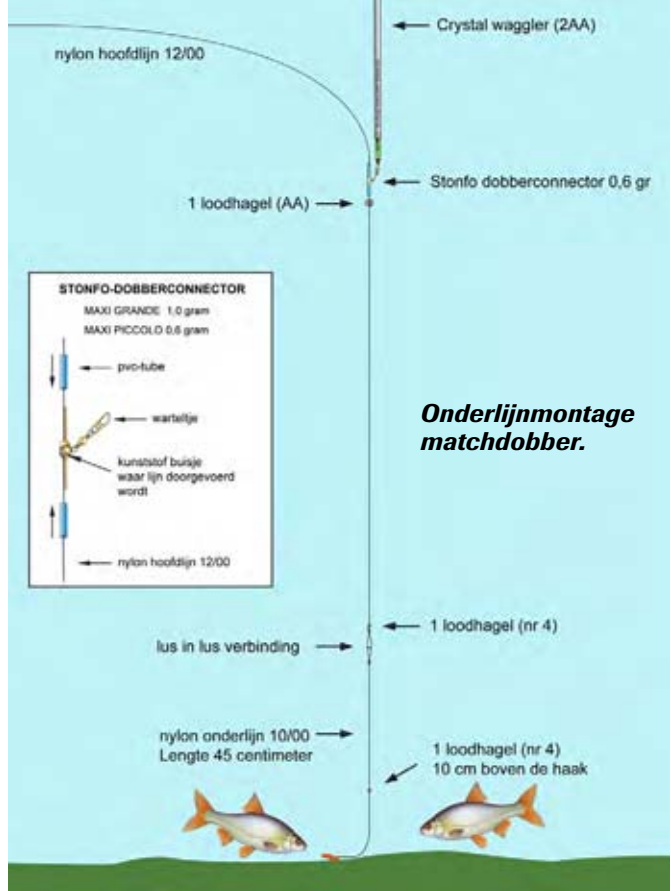 Crystal waggler (2AA)
nylon hoofdlijn 12/00
Stonfo dobberconnector 0,6 gr
1 loodhagel (AA)
STONFO-DOBBERCONNECTOR
MAXI GRANDE 1,0 gram
MAXI PICCOLO 0,6 gram
pvc-tube
warteltje
kunststof buisje
waar lijn doorgevoerd
wordt
nylon hoofdlijn 12/00
Onderlijnmontage
matchdobber.
1 loodhagel (nr 4)
lus in lus verbinding
nylon onderlijn 10/00
Lengte 45 centimeter
1 loodhagel (nr 4)
10 cm boven de haak